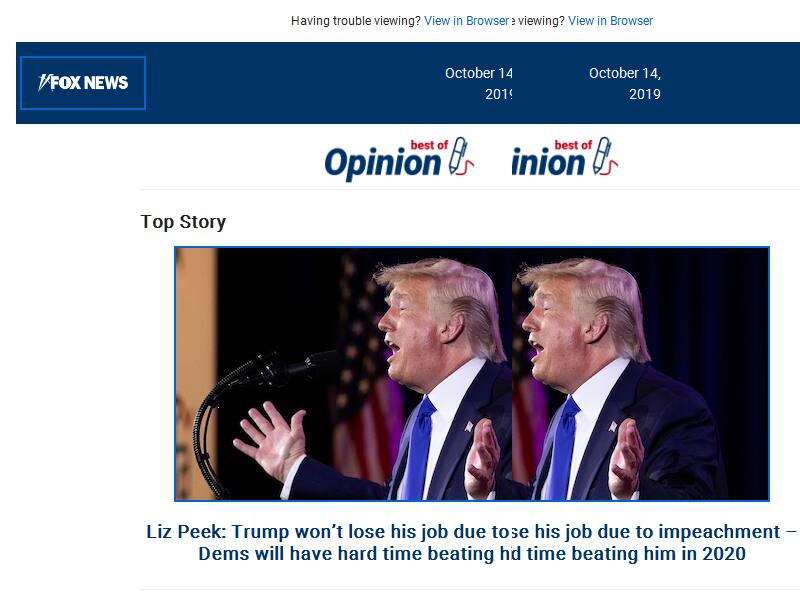 Having trouble viewing? View in Browser e viewing? View in Browser
FOX NEWS
October 14 October 14,
2019 2019
best of best of
Opinion inion
Top Story
Liz Peek: Trump won't lose his job due to se his job due to impeachment –
Dems will have hard time beating h d time beating him in 2020